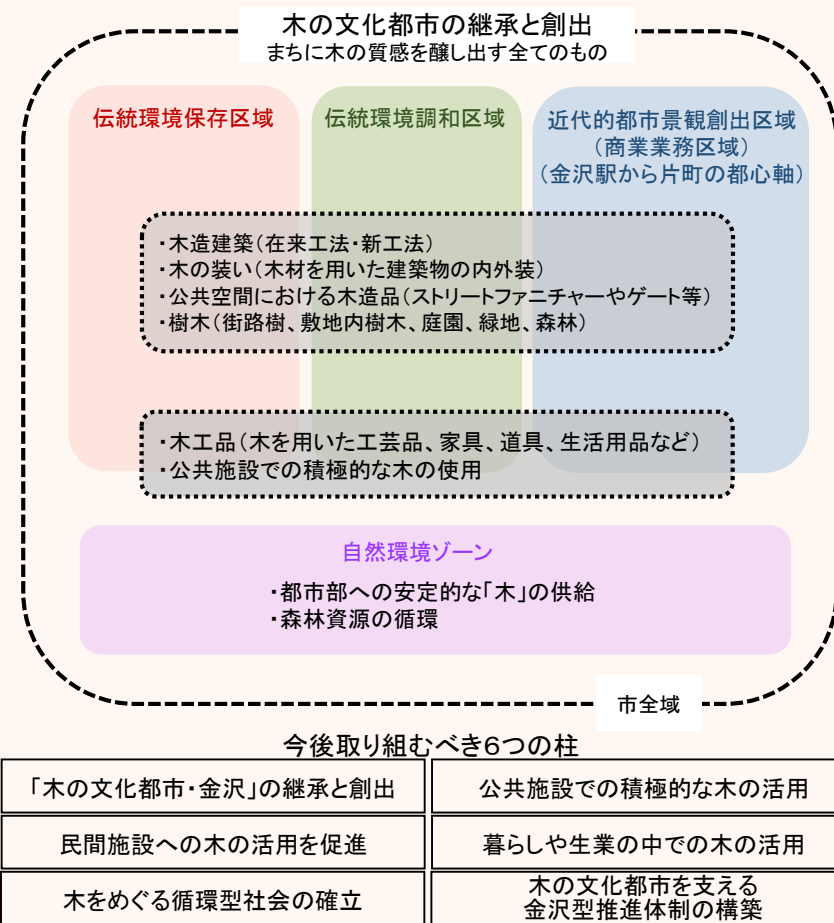 木の文化都市の継承と創出
まちに木の質感を醸し出す全てのもの
伝統環境保存区域
伝統環境調和区域
近代的都市景観創出区域
(商業業務区域)
(金沢駅から片町の都心軸)
・木造建築(在来工法・新工法)
・木の装い(木材を用いた建築物の内外装)
・公共空間における木造品(ストリートファニチャーやゲート等)
・樹木(街路樹、敷地内樹木、庭園、緑地、森林)
・木工品(木を用いた工芸品、家具、道具、生活用品など)
・公共施設での積極的な木の使用
自然環境ゾーン
・都市部への安定的な「木」の供給
・森林資源の循環
市全域
今後取り組むべき6つの柱
「木の文化都市・金沢」の継承と創出
公共施設での積極的な木の活用
民間施設への木の活用を促進
暮らしや生業の中での木の活用
木をめぐる循環型社会の確立
木の文化都市を支える
金沢型推進体制の構築